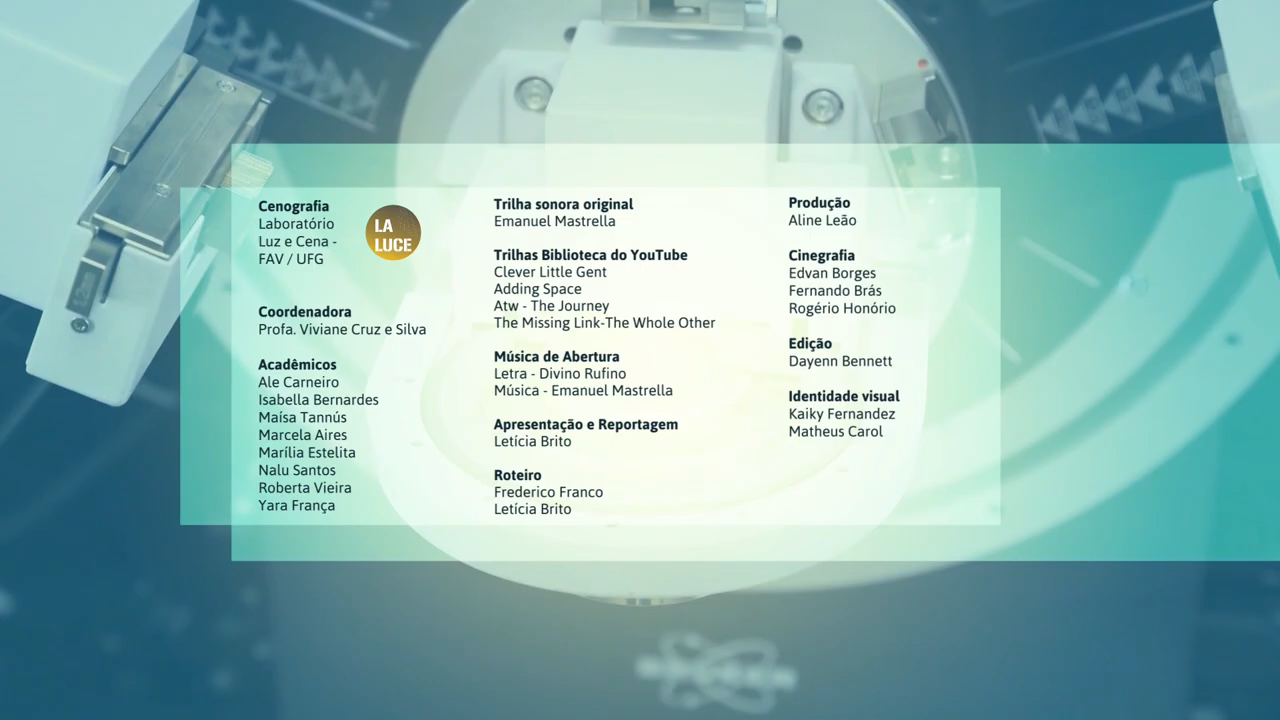 Cenografia
Laboratório
Luz e Cena -
FAV / UFG
LA
LUCE
Coordenadora
Profa. Viviane Cruz e Silva
Acadêmicos
Ale Carneiro
Isabella Bernardes
Maísa Tannús
Marcela Aires
Marília Estelita
Nalu Santos
Roberta Vieira
Yara França
Trilha sonora original
Emanuel Mastrella
Trilhas Biblioteca do YouTube
Clever Little Gent
Adding Space
Atw - The Journey
The Missing Link-The Whole Other
Música de Abertura
Letra - Divino Rufino
Música - Emanuel Mastrella
Apresentação e Reportagem
Letícia Brito
Roteiro
Frederico Franco
Letícia Brito
Produção
Aline Leão
Cinegrafia
Edvan Borges
Fernando Brás
Rogério Honório
Edição
Dayenn Bennett
Identidade visual
Kaiky Fernandez
Matheus Carol